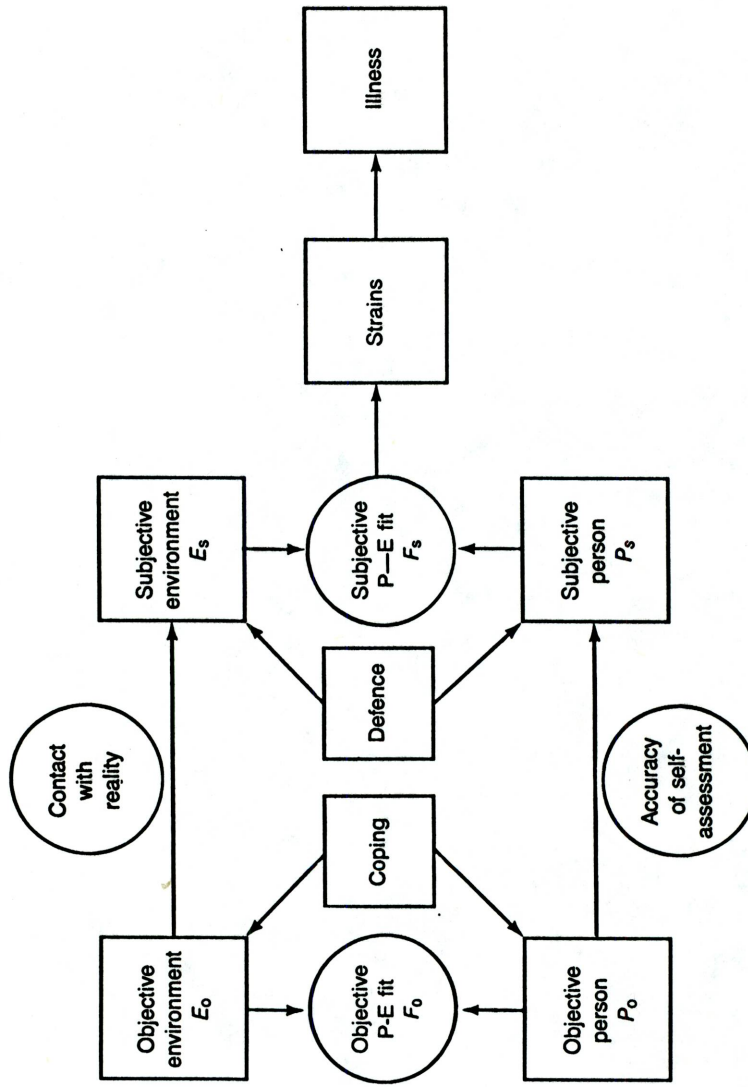 Contact
with
reality
Objective
environment
Eo
Subjective
environment
Es
Objective
P-E fit
Fo
Coping
Defence
Subjective
P—E fit
Fs
Strains
Illness
Objective
person
Po
Subjective
person
Ps
Accuracy
of self-
assessment